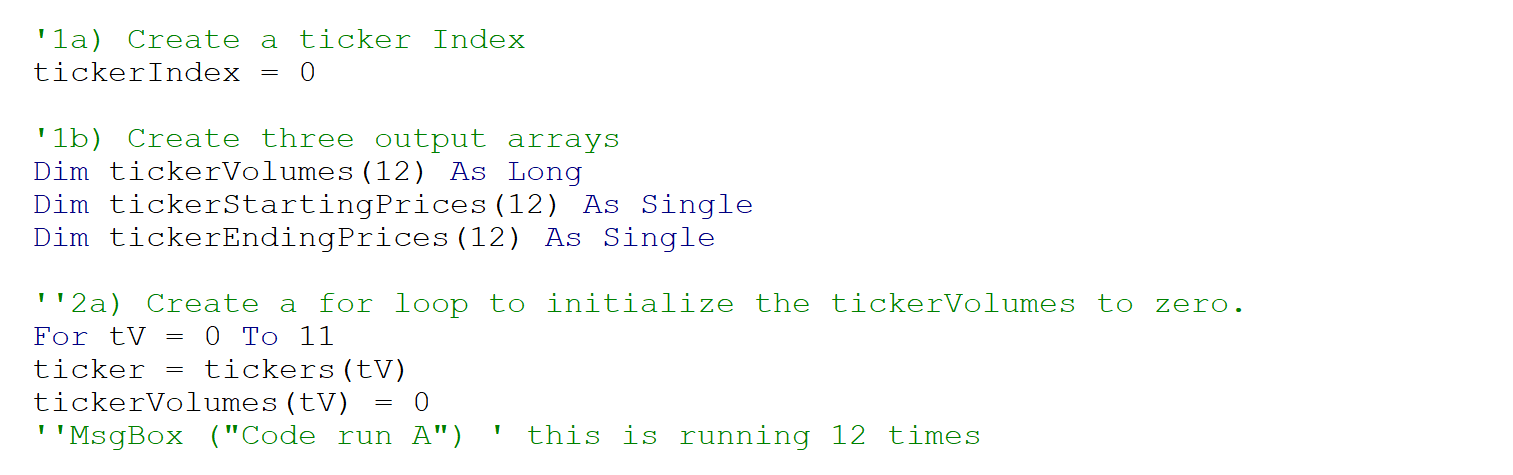 '1a) Create a ticker Index
tickerIndex = 0
'1b) Create three output arrays
Dim tickerVolumes(12) As Long
Dim tickerStartingPrices(12) As Single
Dim tickerEndingPrices(12) As Single
''2a) Create a for loop to initialize the tickerVolumes to zero.
For tV = 0 To 11
ticker = tickers(tV)
tickerVolumes(tV) = 0
''MsgBox ("Code run A") ' this is running 12 times